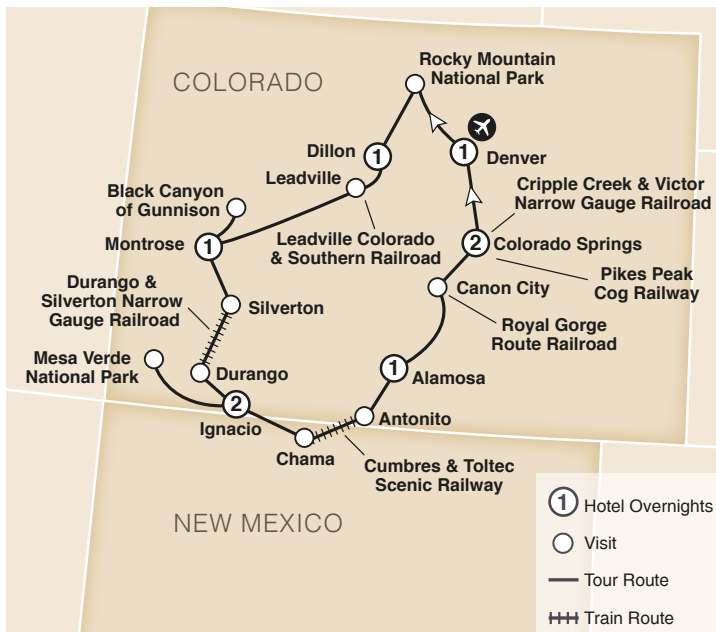 Rocky Mountain
National Park
COLORADO
1
Dillon
1
Denver
Leadville
Cripple Creek & Victor
Narrow Gauge Railroad
Black Canyon
of Gunnison
Leadville Colorado
& Southern Railroad
2
Colorado Springs
Montrose
1
Pikes Peak
Cog Railway
Durango &
Silverton Narrow
Gauge Railroad
Canon City
Silverton
Royal Gorge
Route Railroad
Mesa Verde
National Park
Durango
1
Alamosa
2
Ignacio
Antonito
Chama
Cumbres & Toltec
Scenic Railway
NEW MEXICO
1 Hotel Overnights
Visit
Tour Route
Train Route